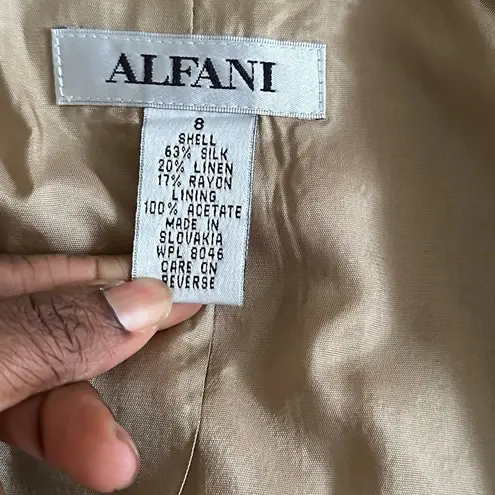 ALFANI
8
SHELL
63% SILK
20% LINEN
17% RAYON
LINING
100% ACETATE
MADE IN
SLOVAKIA
WPL 8046
CARE ON
REVERSE